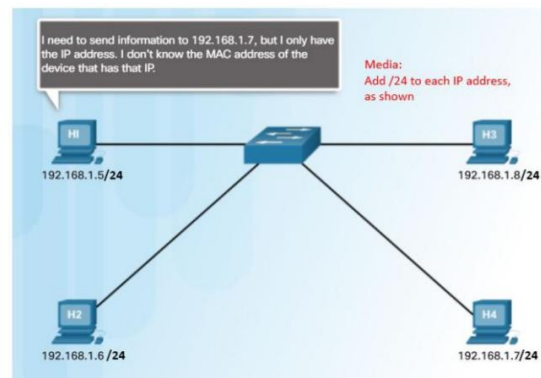 I need to send information to 192.168.1.7, but I only have
the IP address. I don't know the MAC address of the
device that has that IP.
Media:
Add /24 to each IP address,
as shown
H1
H3
192.168.1.5/24
192.168.1.8/24
H2
H4
192.168.1.6 /24
192.168.1.7/24